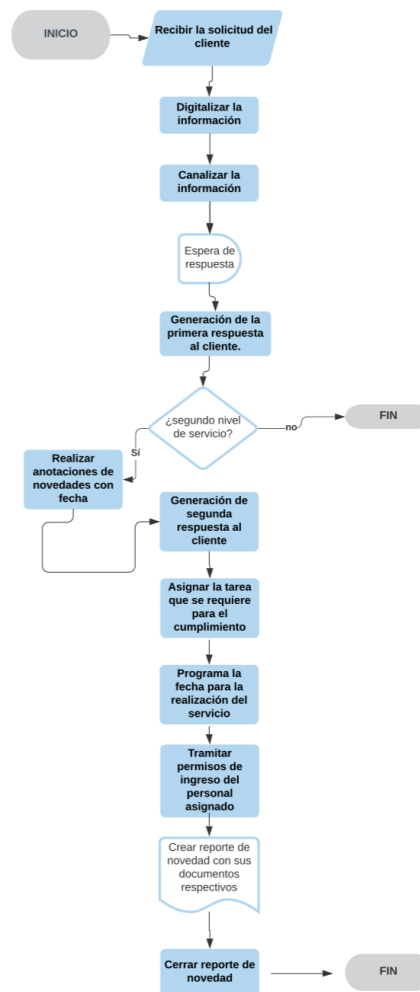 INICIO
Recibir la solicitud del
cliente
Digitalizar la
información
Canalizar la
información
Espera de
respuesta
Generación de la
primera respuesta
al cliente.
¿segundo nivel
de servicio?
no
FIN
Sí
Realizar
anotaciones de
novedades con
fecha
Generación de
segunda
respuesta al
cliente
Asignar la tarea
que se requiere
para el
cumplimiento
Programa la
fecha para la
realización del
servicio
Tramitar
permisos de
ingreso del
personal
asignado
Crear reporte de
novedad con sus
documentos
respectivos
Cerrar reporte de
novedad
FIN